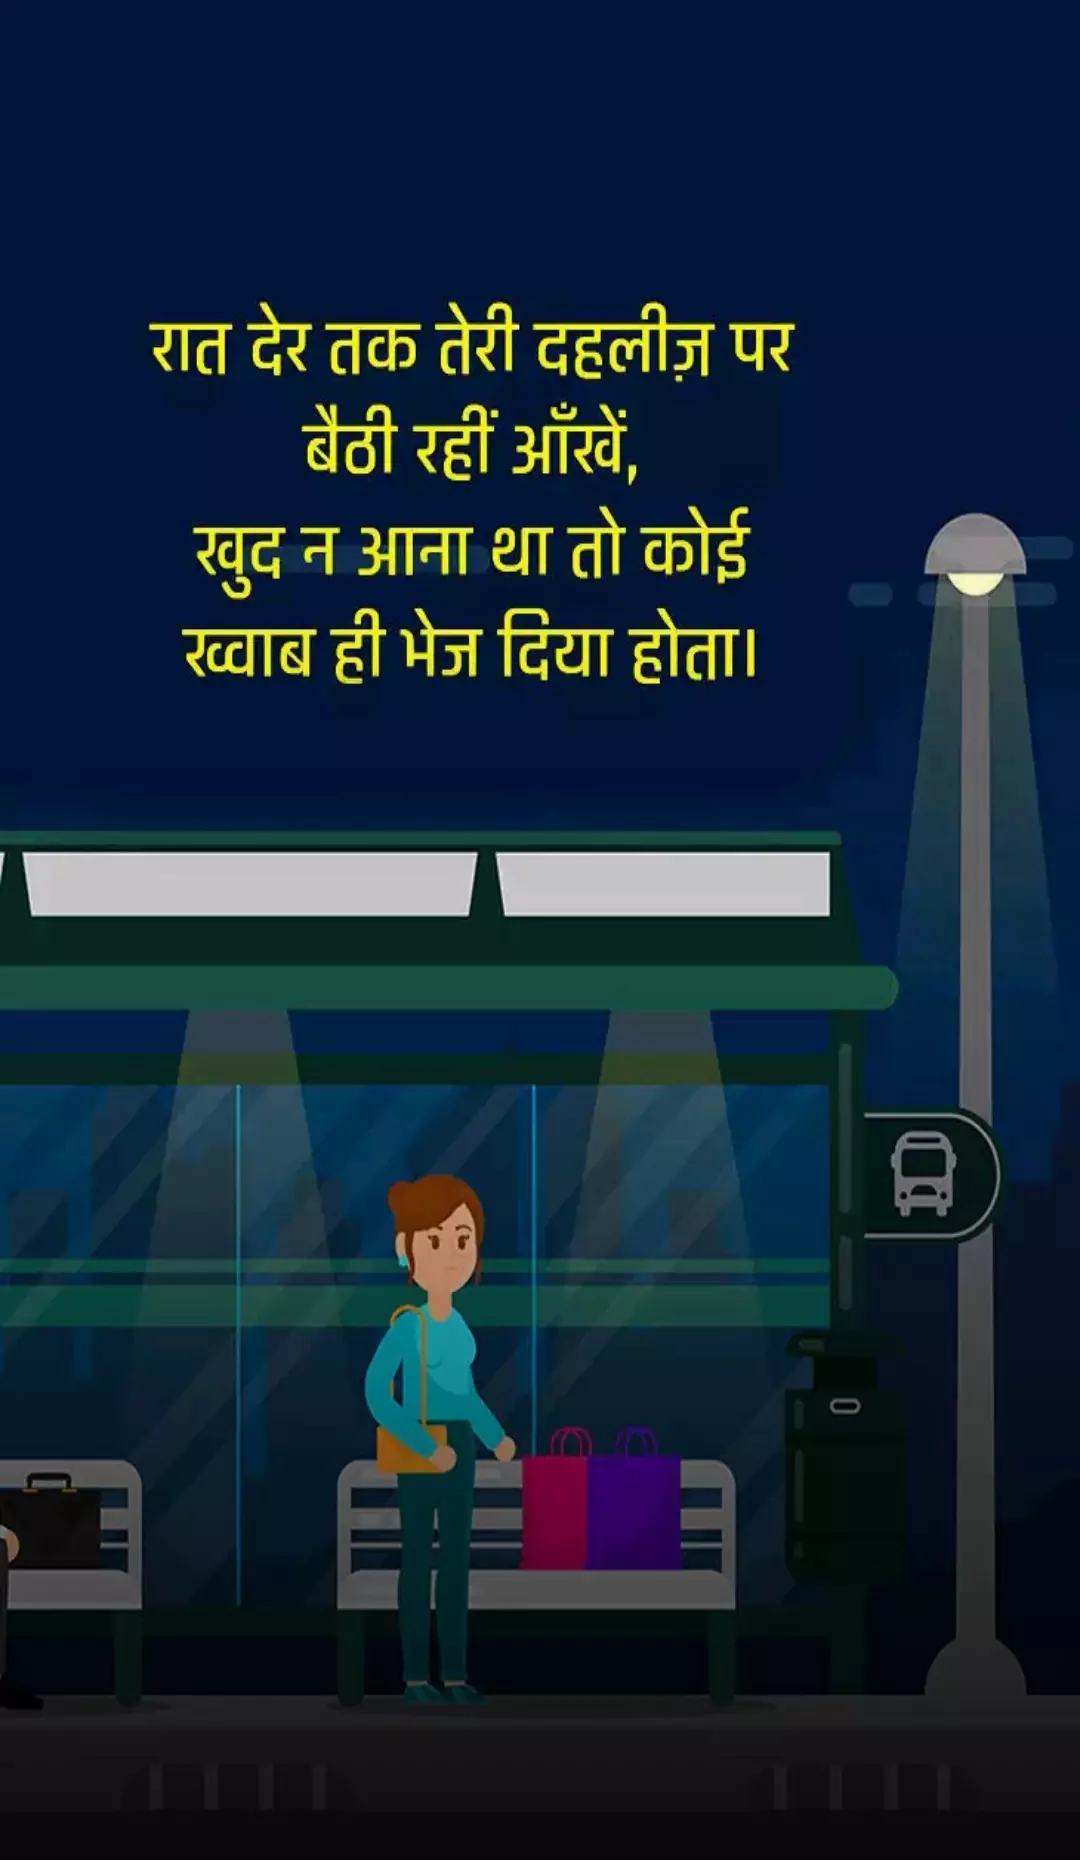 रात देर तक तेरी दहलीज़ पर
बैठी रहीं आँखें,
खुद न आना था तो कोई
ख्वाब ही भेज दिया होता।